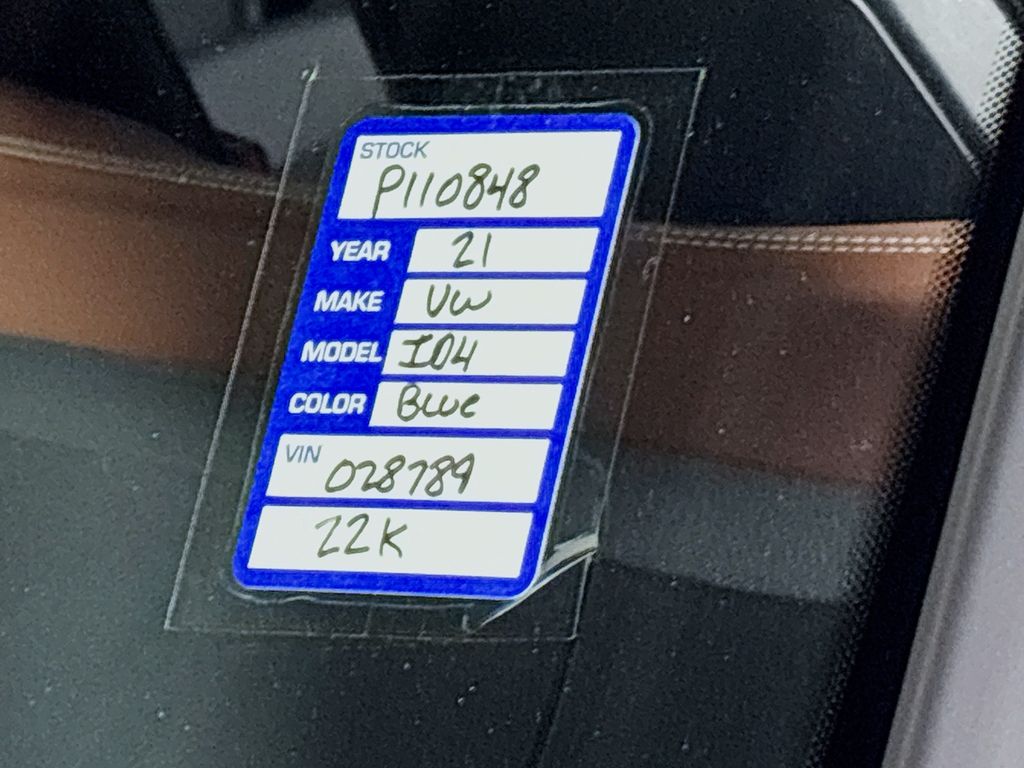 STOCK
P110848
YEAR 21
MAKE VW
MODEL ID4
COLOR Blue
VIN
028789
22K